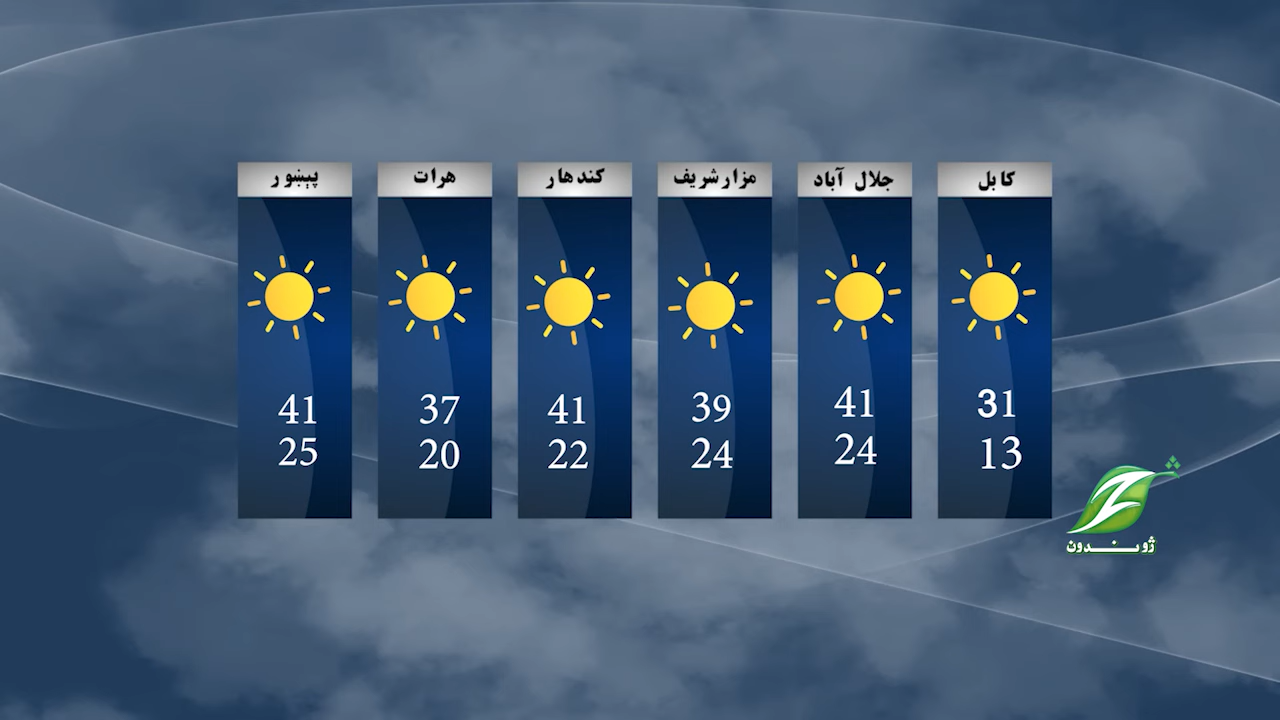 کابل
31
13
جلال آباد
41
24
مزارشریف
39
24
کندهار
41
22
هرات
37
20
پېښور
41
25
ژوندون